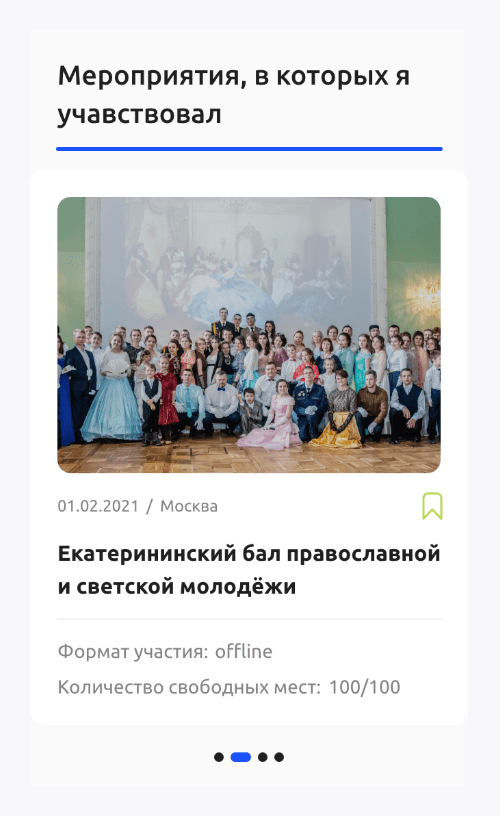 Мероприятия, в которых я
учавствовал
01.02.2021 / Москва
Екатерининский бал православной
и светской молодёжи
Формат участия: offline
Количество свободных мест: 100/100